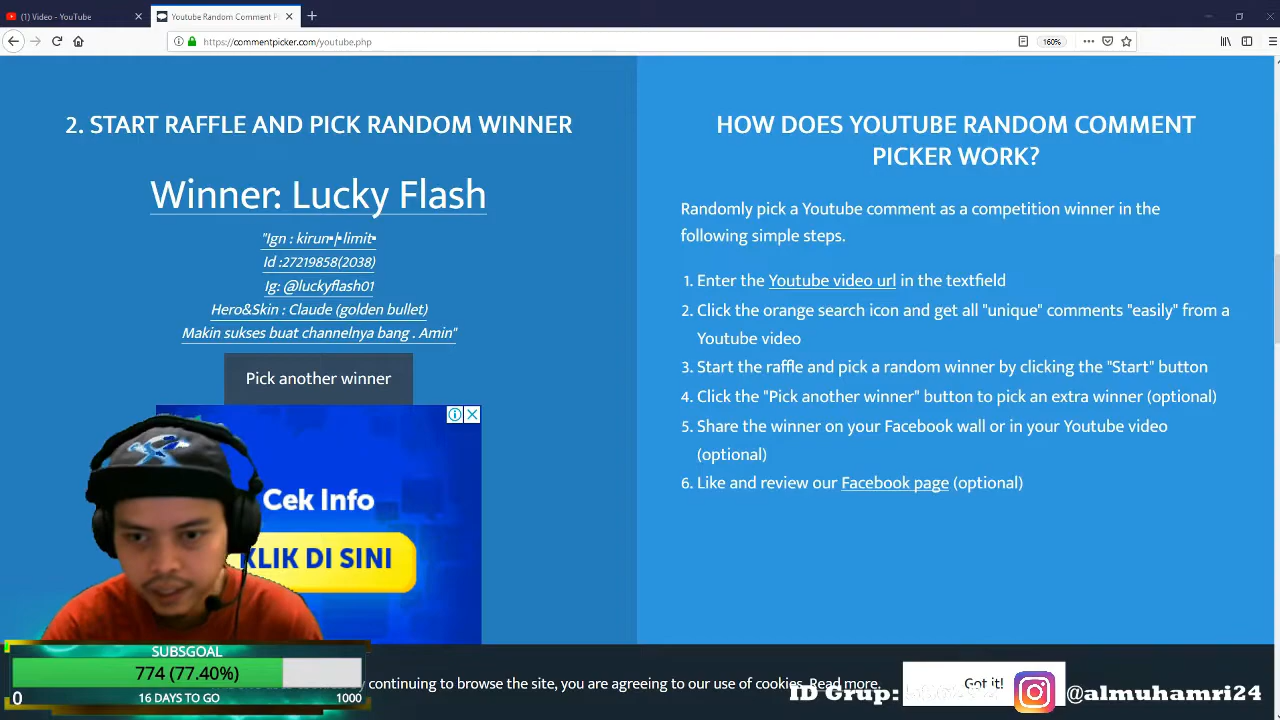 (1) Video - YouTube
Youtube Random Comment P
https://commentpicker.com/youtube.php
160%
2. START RAFFLE AND PICK RANDOM WINNER
Winner: Lucky Flash
"Ign : kirun•|•limit•
Id :27219858(2038)
Ig: @luckyflash01
Hero&Skin : Claude (golden bullet)
Makin sukses buat channelnya bang . Amin"
Pick another winner
Cek Info
KLIK DI SINI
HOW DOES YOUTUBE RANDOM COMMENT
PICKER WORK?
Randomly pick a Youtube comment as a competition winner in the
following simple steps.
1. Enter the Youtube video url in the textfield
2. Click the orange search icon and get all "unique" comments "easily" from a
Youtube video
3. Start the raffle and pick a random winner by clicking the "Start" button
4. Click the "Pick another winner" button to pick an extra winner (optional)
5. Share the winner on your Facebook wall or in your Youtube video
(optional)
6. Like and review our Facebook page (optional)
SUBSGOAL
774 (77.40%)
0
16 DAYS TO GO
1000
by continuing to browse the site, you are agreeing to our use of cookies. Read more.
Got it!
ID Grup:
@almuhamri24